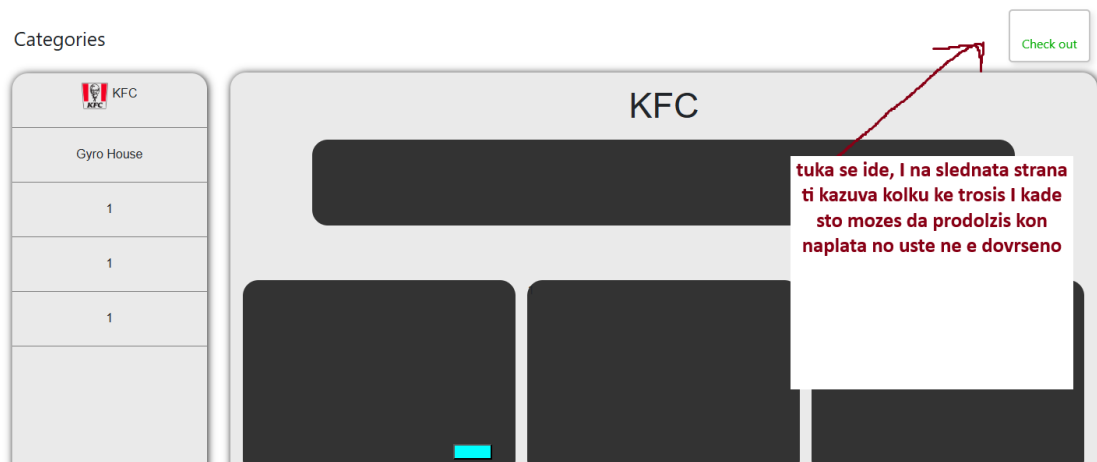 Check out
Categories
KFC
KFC
Gyro House
1
1
1
KFC
tuka se ide, I na slednata strana
ti kazuva kolku ke trosis I kade
sto mozes da prodolzis kon
naplata no uste ne e dovrseno